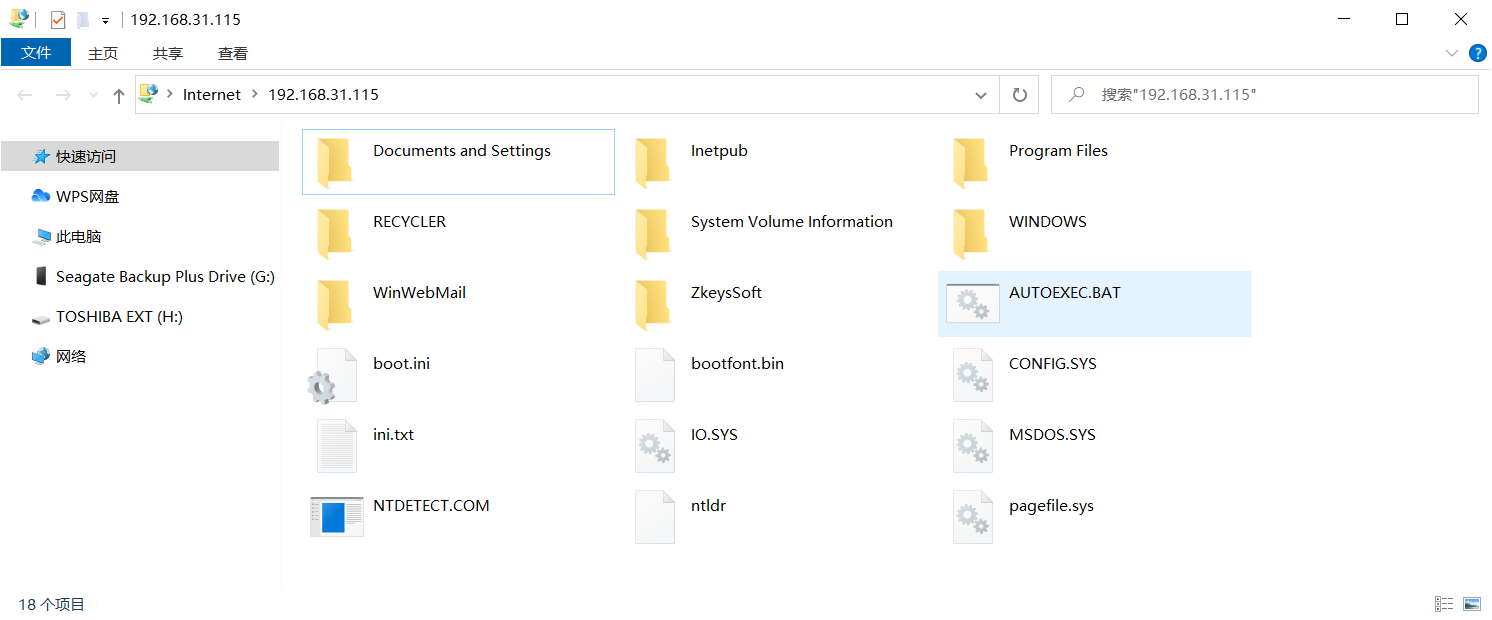 192.168.31.115
文件 主页 共享 查看
Internet 192.168.31.115 搜索"192.168.31.115"
快速访问
WPS网盘
此电脑
Seagate Backup Plus Drive (G:)
TOSHIBA EXT (H:)
网络
Documents and Settings Inetpub Program Files
RECYCLER System Volume Information WINDOWS
WinWebMail ZkeysSoft AUTOEXEC.BAT
boot.ini bootfont.bin CONFIG.SYS
ini.txt IO.SYS MSDOS.SYS
NTDETECT.COM ntldr pagefile.sys
18 个项目